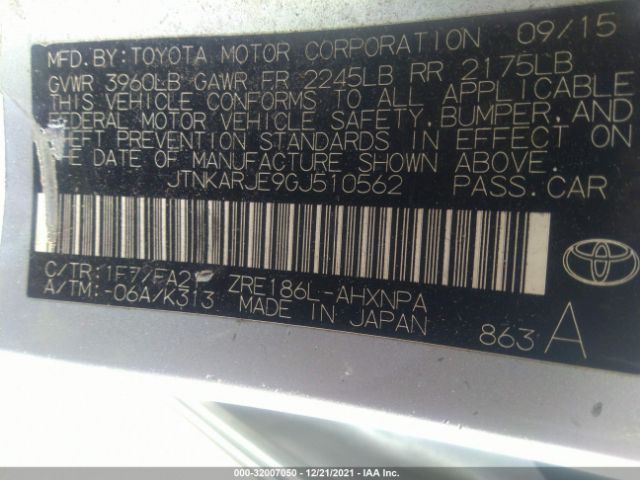 MFD.BY:TOYOTA MOTOR CORPORATION 09/15
GVWR 3960LB GAWR FR 2245LB RR 2175LB
THIS VEHICLE CONFORMS TO ALL APPLICABLE
FEDERAL MOTOR VEHICLE SAFETY,BUMPER,AND
THEFT PREVENTION STANDARDS IN EFFECT ON
THE DATE OF MANUFACTURE SHOWN ABOVE.
JTNKARJE9GJ510562 PASS.CAR
C/TR: ZRE186L-AHXNPA
A/TM:-06A/K313 MADE IN JAPAN 863 A
000-32007050 - 12/21/2021 - IAA Inc.